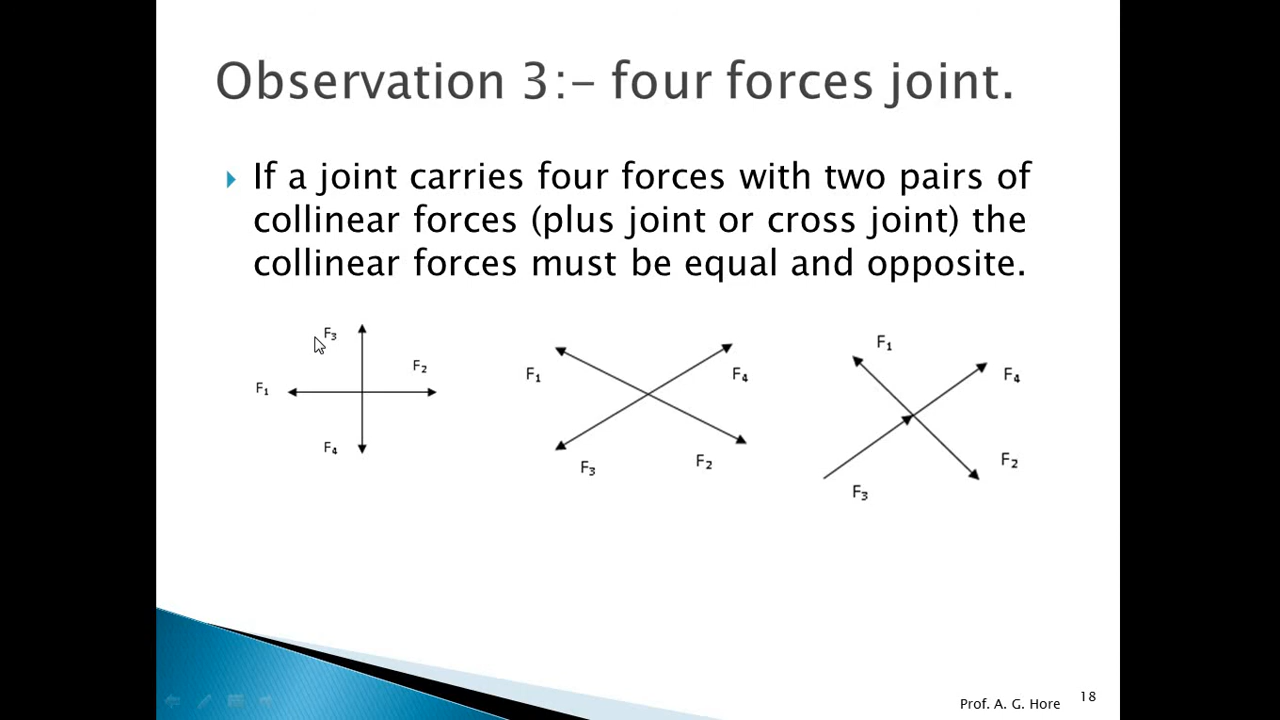 Observation 3:- four forces joint.
If a joint carries four forces with two pairs of
collinear forces (plus joint or cross joint) the
collinear forces must be equal and opposite.
F₃
F₂
F₁
F₄
F₁
F₄
F₃
F₂
F₁
F₄
F₂
F₃
Prof. A. G. Hore
18